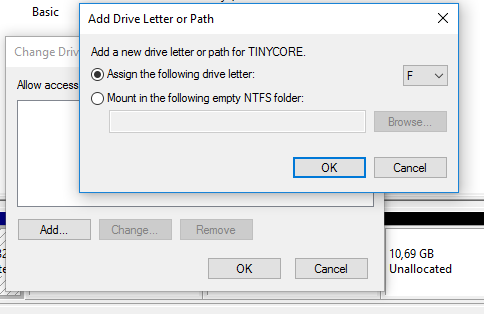 Basic
Add Drive Letter or Path
Add a new drive letter or path for TINYCORE.
Assign the following drive letter:
F
Mount in the following empty NTFS folder:
Browse...
OK
Cancel
Change Driv
Allow access
Add...
Change...
Remove
OK
Cancel
10,69 GB
Unallocated